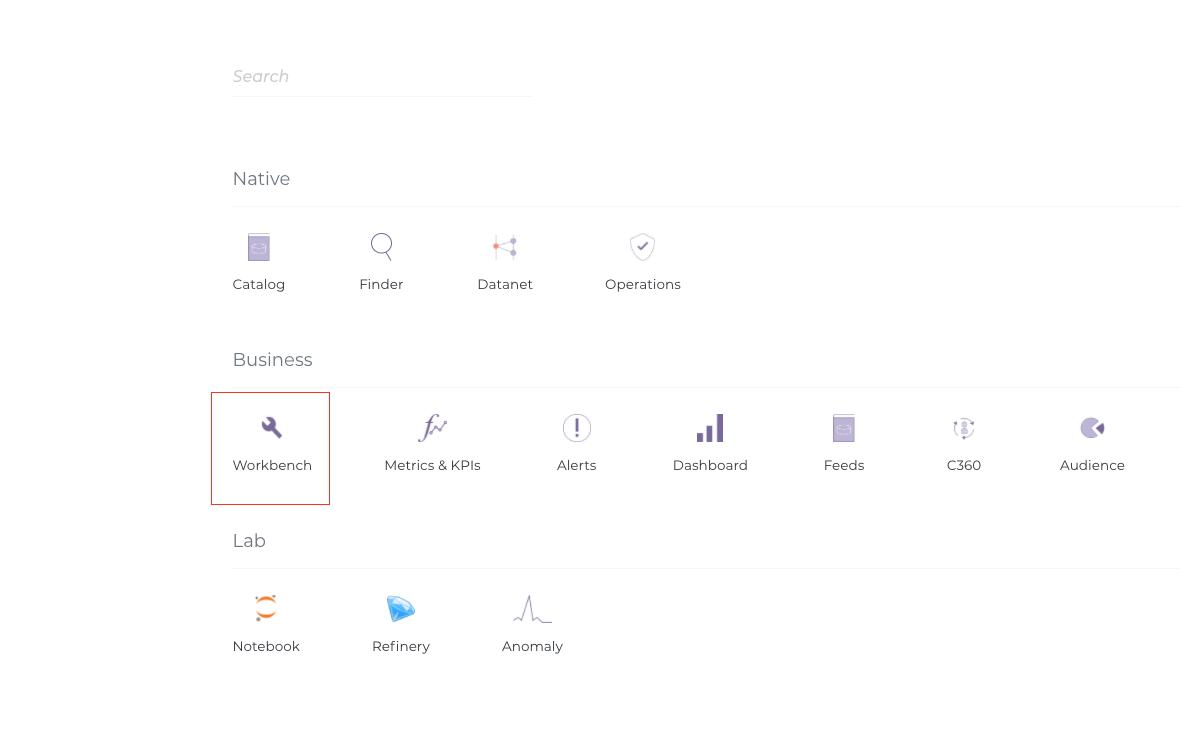 Search
Native
Catalog Finder Datanet Operations
Business
Workbench Metrics & KPIs Alerts Dashboard Feeds C360 Audience
Lab
Notebook Refinery Anomaly